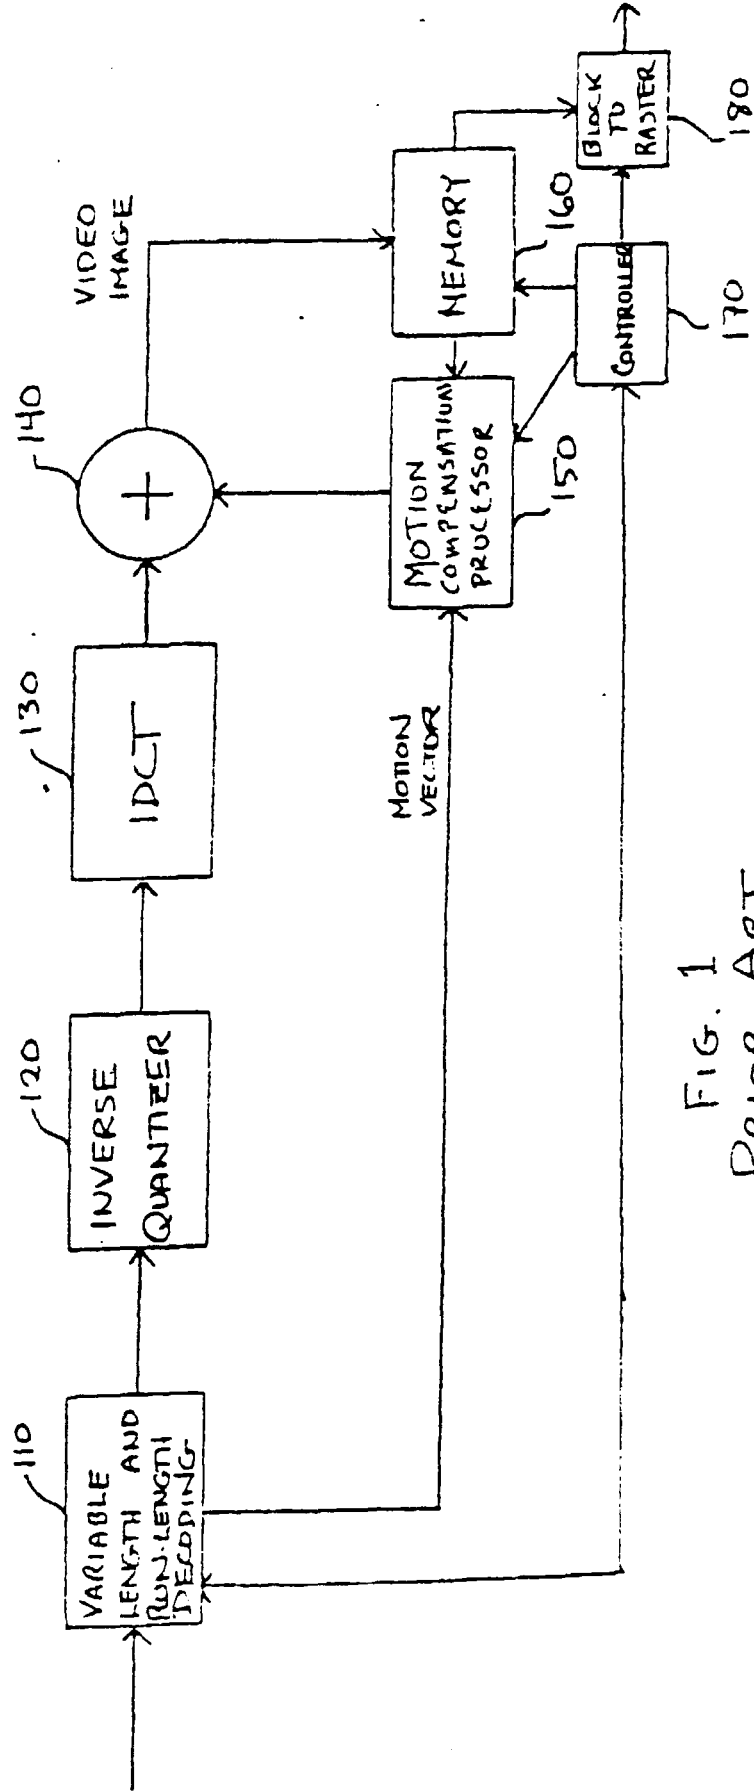 110
VARIABLE
LENGTH AND
RUN-LENGTH
DECODING
120
INVERSE
QUANTIZER
130
IDCT
140
+
VIDEO
IMAGE
MOTION
VECTOR
MOTION
COMPENSATION
PROCESSOR
150
MEMORY
160
CONTROLLER
170
BLOCK
TO
RASTER
180
FIG. 1
PRIOR ART